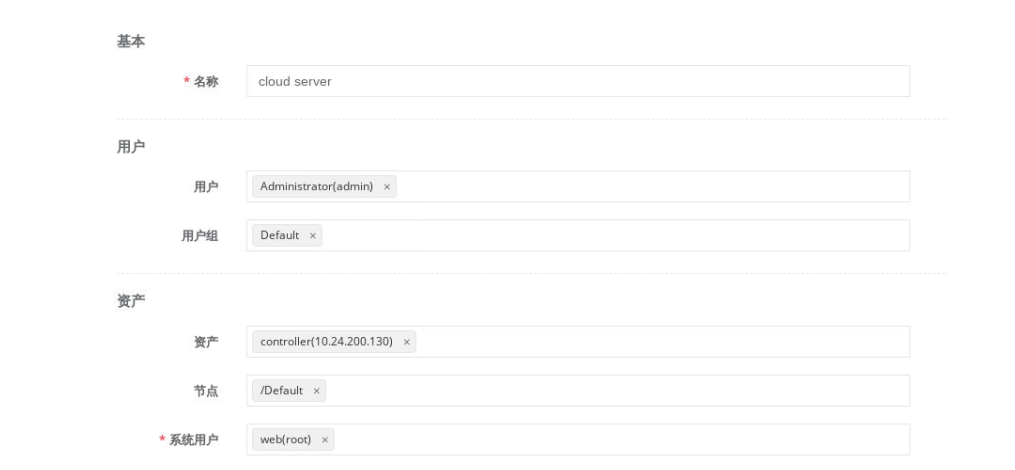 基本
* 名称 cloud server
用户
用户 Administrator(admin) ×
用户组 Default ×
资产
资产 controller(10.24.200.130) ×
节点 /Default ×
* 系统用户 web(root) ×